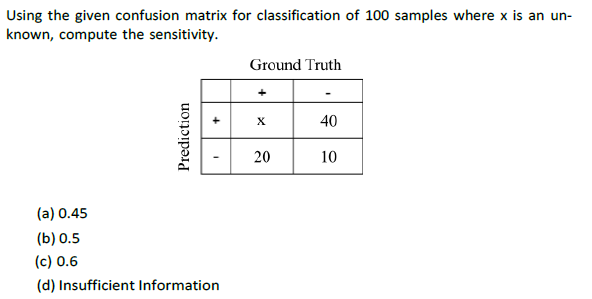 Using the given confusion matrix for classification of 100 samples where x is an un-
known, compute the sensitivity.
Ground Truth
+ -
Prediction
+ x 40
- 20 10
(a) 0.45
(b) 0.5
(c) 0.6
(d) Insufficient Information